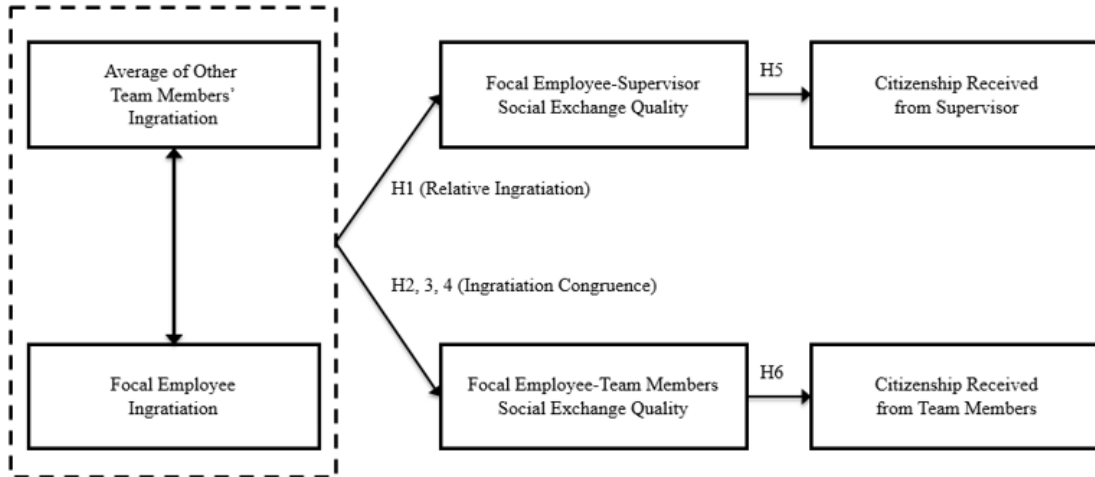 Average of Other
Team Members'
Ingratiation
Focal Employee
Ingratiation
H1 (Relative Ingratiation)
H2, 3, 4 (Ingratiation Congruence)
Focal Employee-Supervisor
Social Exchange Quality
H5
Citizenship Received
from Supervisor
Focal Employee-Team Members
Social Exchange Quality
H6
Citizenship Received
from Team Members